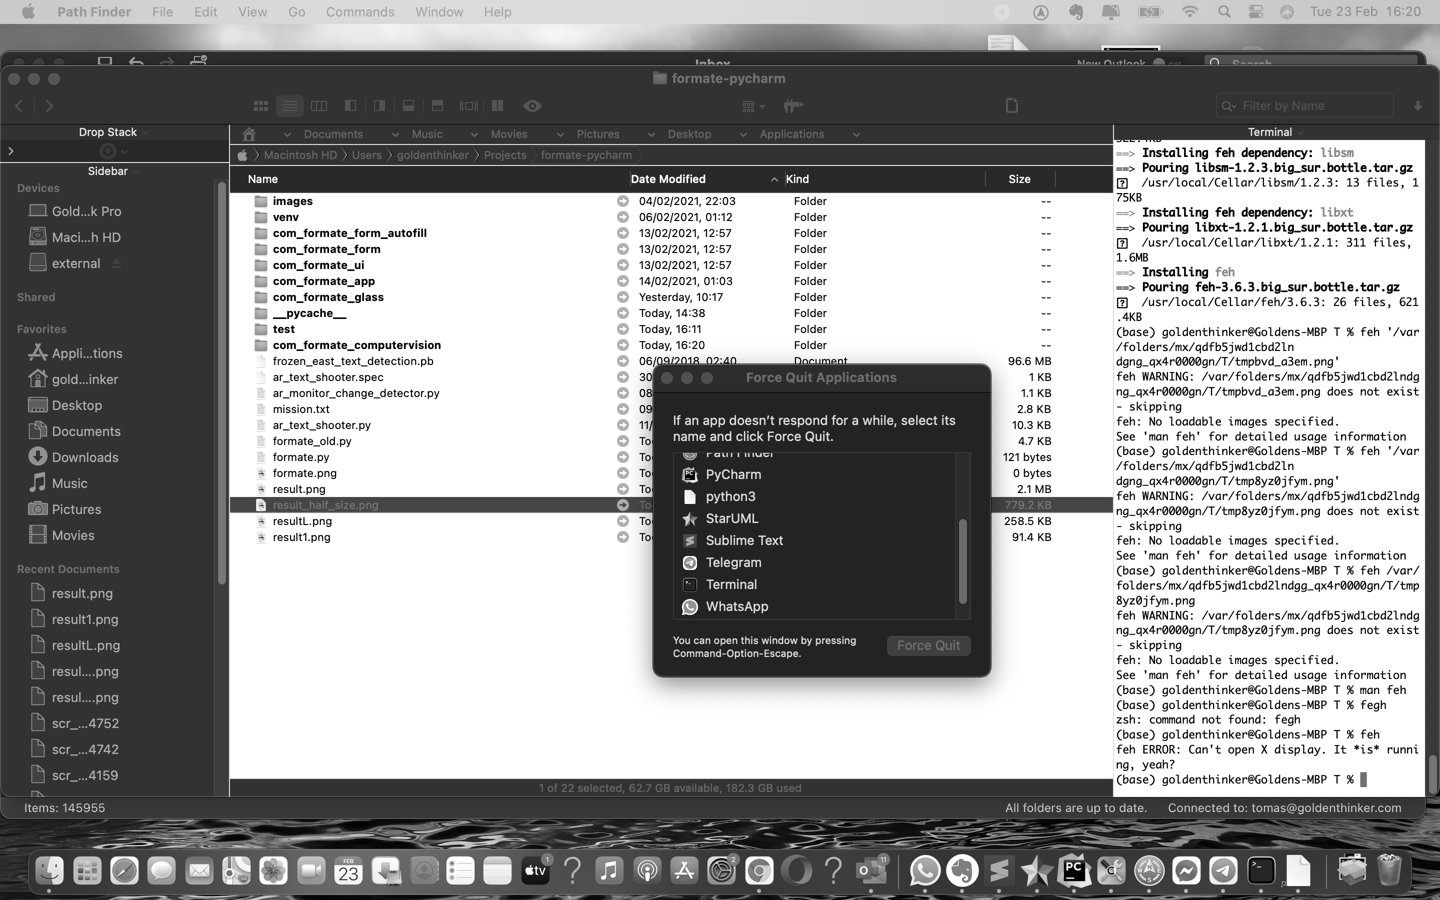 Path Finder File Edit View Go Commands Window Help Tue 23 Feb 16:20
Inbox New Outlook Search
formate-pycharm
Filter by Name
Drop Stack
Documents Music Movies Pictures Desktop Applications
Macintosh HD Users goldenthinker Projects formate-pycharm
Sidebar
Devices
Gold...k Pro
Maci...h HD
external
Shared
Favorites
Appli...tions
gold...inker
Desktop
Documents
Downloads
Music
Pictures
Movies
Recent Documents
result.png
result1.png
resultL.png
resul....png
resul....png
scr_...4752
scr_...4742
scr_...4159
Name Date Modified Kind Size
images 04/02/2021, 22:03 Folder --
venv 06/02/2021, 01:12 Folder --
com_formate_form_autofill 13/02/2021, 12:57 Folder --
com_formate_form 13/02/2021, 12:57 Folder --
com_formate_ui 13/02/2021, 12:57 Folder --
com_formate_app 14/02/2021, 01:03 Folder --
com_formate_glass Yesterday, 10:17 Folder --
__pycache__ Today, 14:38 Folder --
test Today, 16:11 Folder --
com_formate_computervision Today, 16:20 Folder --
frozen_east_text_detection.pb 06/09/2018, 02:40 Document 96.6 MB
ar_text_shooter.spec 30 1 KB
ar_monitor_change_detector.py 08 1.1 KB
mission.txt 09 2.8 KB
ar_text_shooter.py 11/ 10.3 KB
formate_old.py To 4.7 KB
formate.py To 121 bytes
formate.png To 0 bytes
result.png To 2.1 MB
result_half_size.png To 779.2 KB
resultL.png To 258.5 KB
result1.png To 91.4 KB
Force Quit Applications
If an app doesn't respond for a while, select its
name and click Force Quit.
Path Finder
PyCharm
python3
StarUML
Sublime Text
Telegram
Terminal
WhatsApp
You can open this window by pressing
Command-Option-Escape.
Force Quit
1 of 22 selected, 62.7 GB available, 182.3 GB used
Terminal
==> Installing feh dependency: libsm
==> Pouring libsm-1.2.3.big_sur.bottle.tar.gz
? /usr/local/Cellar/libsm/1.2.3: 13 files, 1
75KB
==> Installing feh dependency: libxt
==> Pouring libxt-1.2.1.big_sur.bottle.tar.gz
? /usr/local/Cellar/libxt/1.2.1: 311 files,
1.6MB
==> Installing feh
==> Pouring feh-3.6.3.big_sur.bottle.tar.gz
? /usr/local/Cellar/feh/3.6.3: 26 files, 621
.4KB
(base) goldenthinker@Goldens-MBP T % feh '/var
/folders/mx/qdfb5jwd1cbd2ln
dgng_qx4r0000gn/T/tmpbvd_a3em.png'
feh WARNING: /var/folders/mx/qdfb5jwd1cbd2lndg
ng_qx4r0000gn/T/tmpbvd_a3em.png does not exist
- skipping
feh: No loadable images specified.
See 'man feh' for detailed usage information
(base) goldenthinker@Goldens-MBP T % feh '/var
/folders/mx/qdfb5jwd1cbd2ln
dgng_qx4r0000gn/T/tmp8yz0jfym.png'
feh WARNING: /var/folders/mx/qdfb5jwd1cbd2lndg
ng_qx4r0000gn/T/tmp8yz0jfym.png does not exist
- skipping
feh: No loadable images specified.
See 'man feh' for detailed usage information
(base) goldenthinker@Goldens-MBP T % feh /var/
folders/mx/qdfb5jwd1cbd2lndgg_qx4r0000gn/T/tmp
8yz0jfym.png
feh WARNING: /var/folders/mx/qdfb5jwd1cbd2lndg
ng_qx4r0000gn/T/tmp8yz0jfym.png does not exist
- skipping
feh: No loadable images specified.
See 'man feh' for detailed usage information
(base) goldenthinker@Goldens-MBP T % man feh
(base) goldenthinker@Goldens-MBP T % fegh
zsh: command not found: fegh
(base) goldenthinker@Goldens-MBP T % feh
feh ERROR: Can't open X display. It *is* runni
ng, yeah?
(base) goldenthinker@Goldens-MBP T %
Items: 145955 All folders are up to date. Connected to: tomas@goldenthinker.com
FEB
23
tv 1
2
11
PC